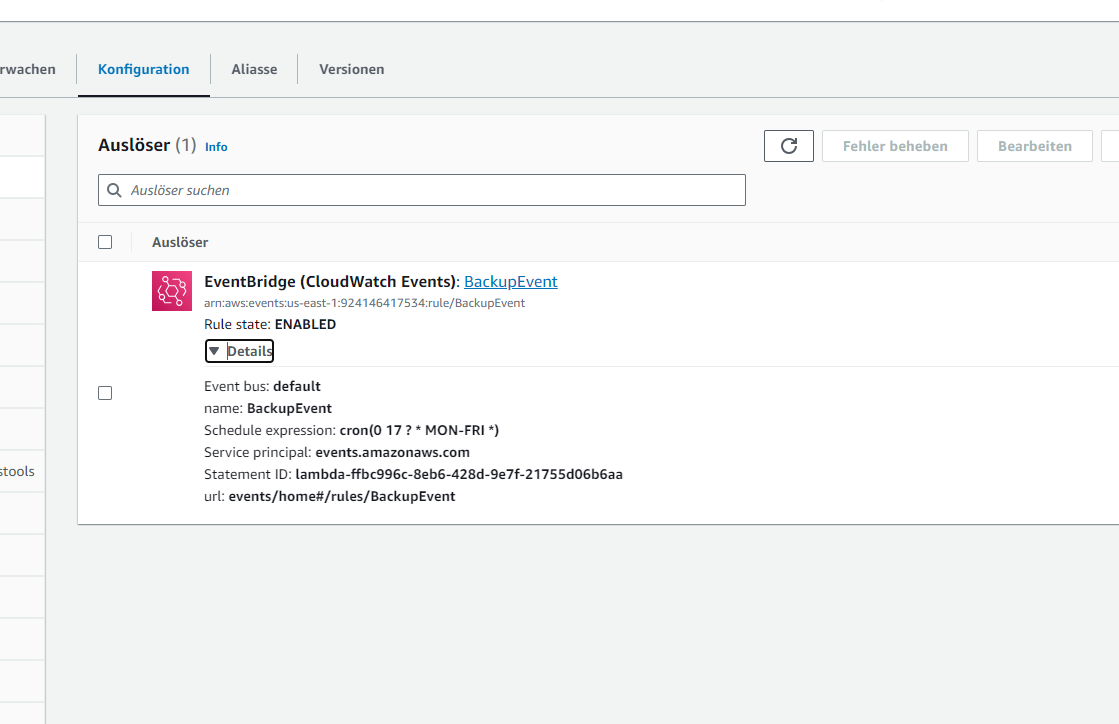 rwachen
Konfiguration
Aliasse
Versionen
Auslöser (1) Info
Fehler beheben
Bearbeiten
Auslöser suchen
Auslöser
EventBridge (CloudWatch Events): BackupEvent
arn:aws:events:us-east-1:924146417534:rule/BackupEvent
Rule state: ENABLED
Details
Event bus: default
name: BackupEvent
Schedule expression: cron(0 17 ? * MON-FRI *)
Service principal: events.amazonaws.com
stools
Statement ID: lambda-ffbc996c-8eb6-428d-9e7f-21755d06b6aa
url: events/home#/rules/BackupEvent